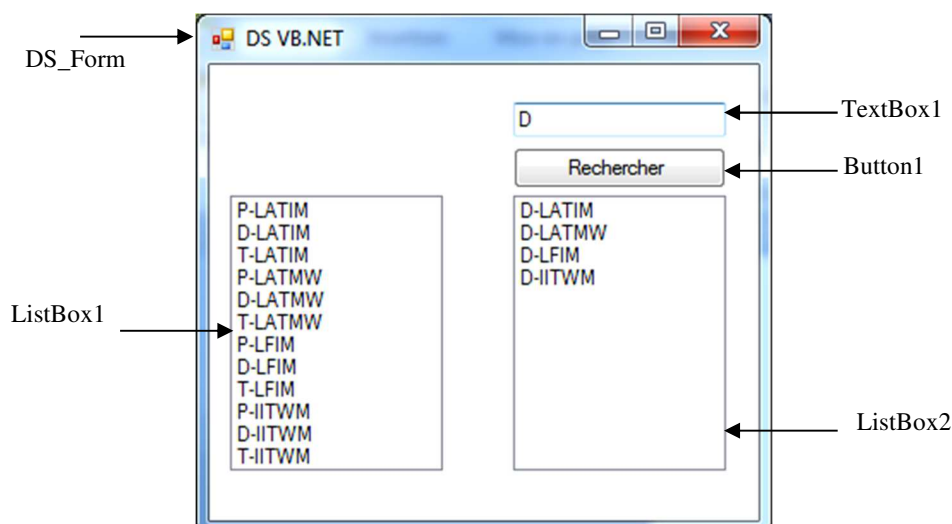 DS VB.NET
DS_Form
D
TextBox1
Rechercher
Button1
P-LATIM
D-LATIM
T-LATIM
P-LATMW
D-LATMW
T-LATMW
P-LFIM
D-LFIM
T-LFIM
P-IITWM
D-IITWM
T-IITWM
ListBox1
D-LATIM
D-LATMW
D-LFIM
D-IITWM
ListBox2